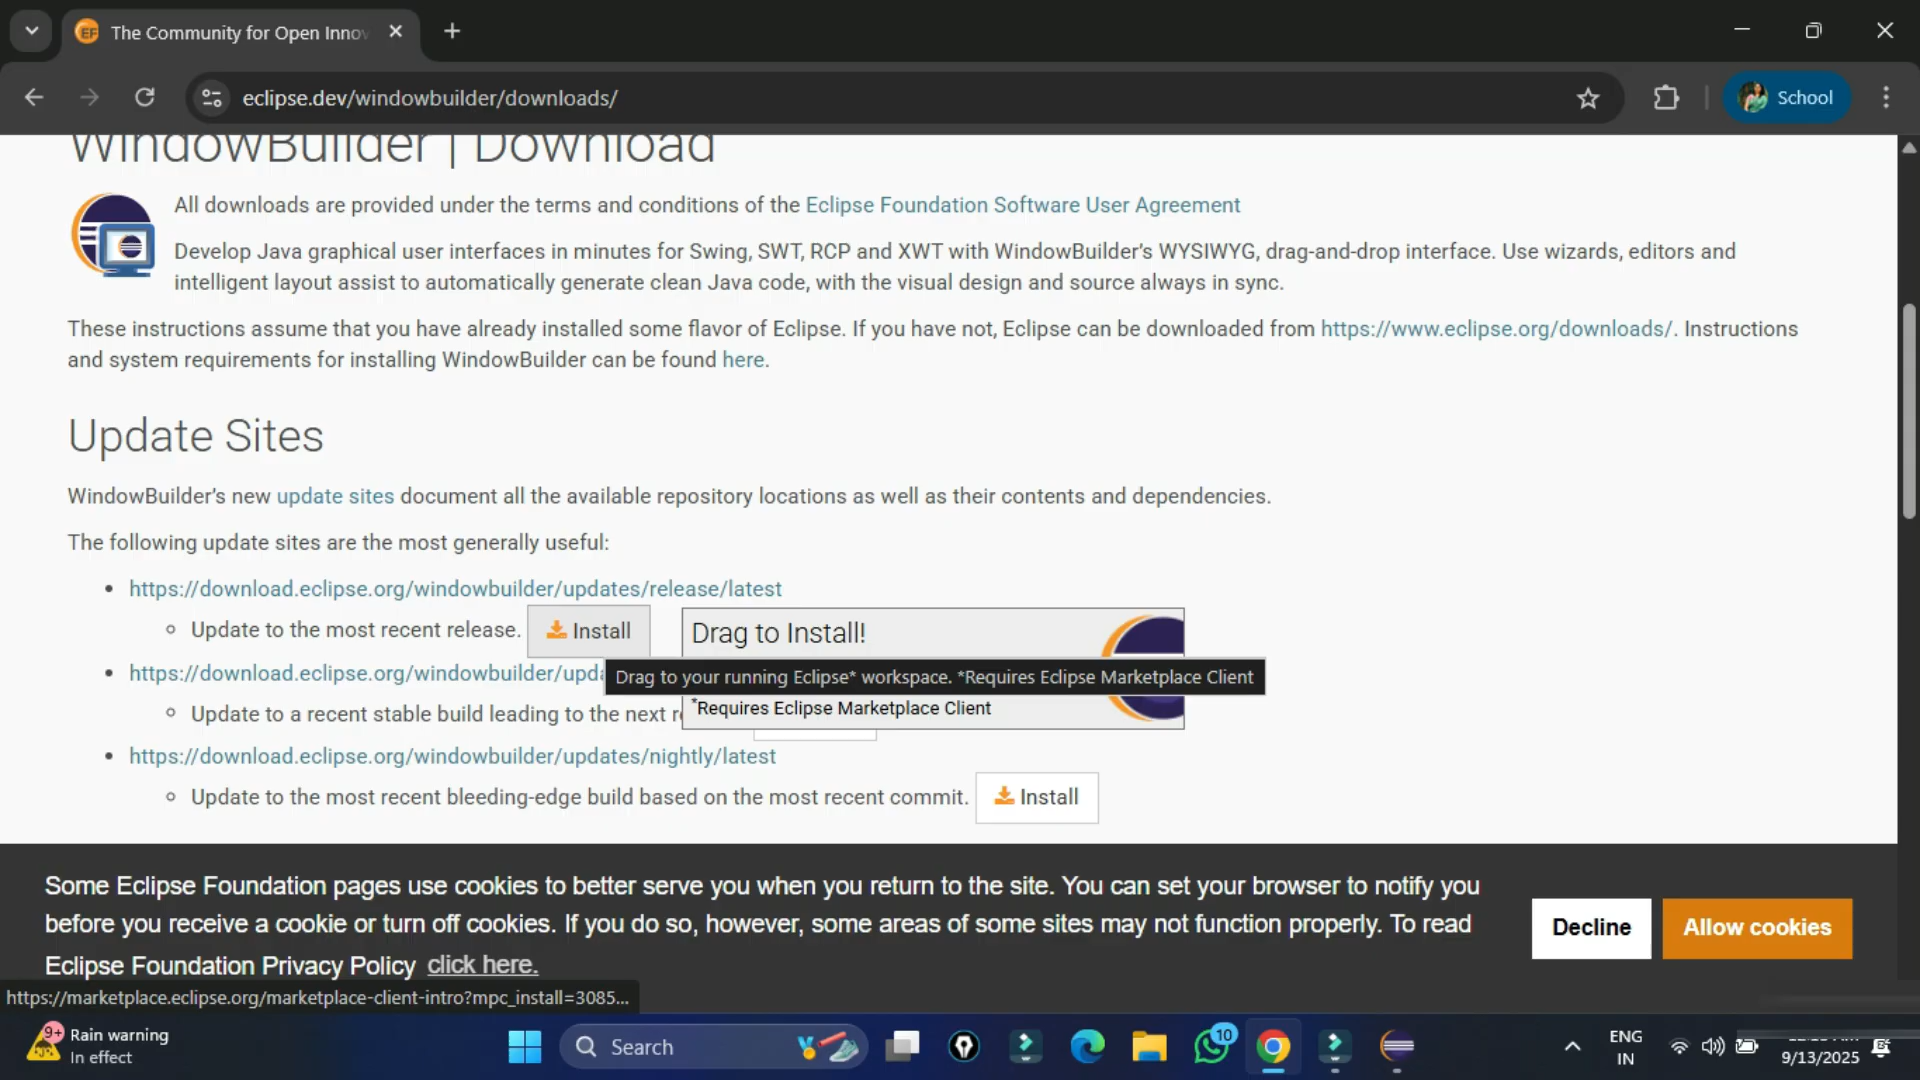 The Community for Open Innov
eclipse.dev/windowbuilder/downloads/
School
WindowBuilder | Download
All downloads are provided under the terms and conditions of the Eclipse Foundation Software User Agreement
Develop Java graphical user interfaces in minutes for Swing, SWT, RCP and XWT with WindowBuilder's WYSIWYG, drag-and-drop interface. Use wizards, editors and
intelligent layout assist to automatically generate clean Java code, with the visual design and source always in sync.
These instructions assume that you have already installed some flavor of Eclipse. If you have not, Eclipse can be downloaded from https://www.eclipse.org/downloads/. Instructions
and system requirements for installing WindowBuilder can be found here.
Update Sites
WindowBuilder's new update sites document all the available repository locations as well as their contents and dependencies.
The following update sites are the most generally useful:
https://download.eclipse.org/windowbuilder/updates/release/latest
Update to the most recent release. Install
Drag to Install!
https://download.eclipse.org/windowbuilder/upda
Drag to your running Eclipse* workspace. *Requires Eclipse Marketplace Client
Update to a recent stable build leading to the next r
*Requires Eclipse Marketplace Client
https://download.eclipse.org/windowbuilder/updates/nightly/latest
Update to the most recent bleeding-edge build based on the most recent commit. Install
Some Eclipse Foundation pages use cookies to better serve you when you return to the site. You can set your browser to notify you
before you receive a cookie or turn off cookies. If you do so, however, some areas of some sites may not function properly. To read
Eclipse Foundation Privacy Policy click here.
Decline
Allow cookies
https://marketplace.eclipse.org/marketplace-client-intro?mpc_install=3085...
9+
Rain warning
In effect
Search
10
ENG
IN
9/13/2025